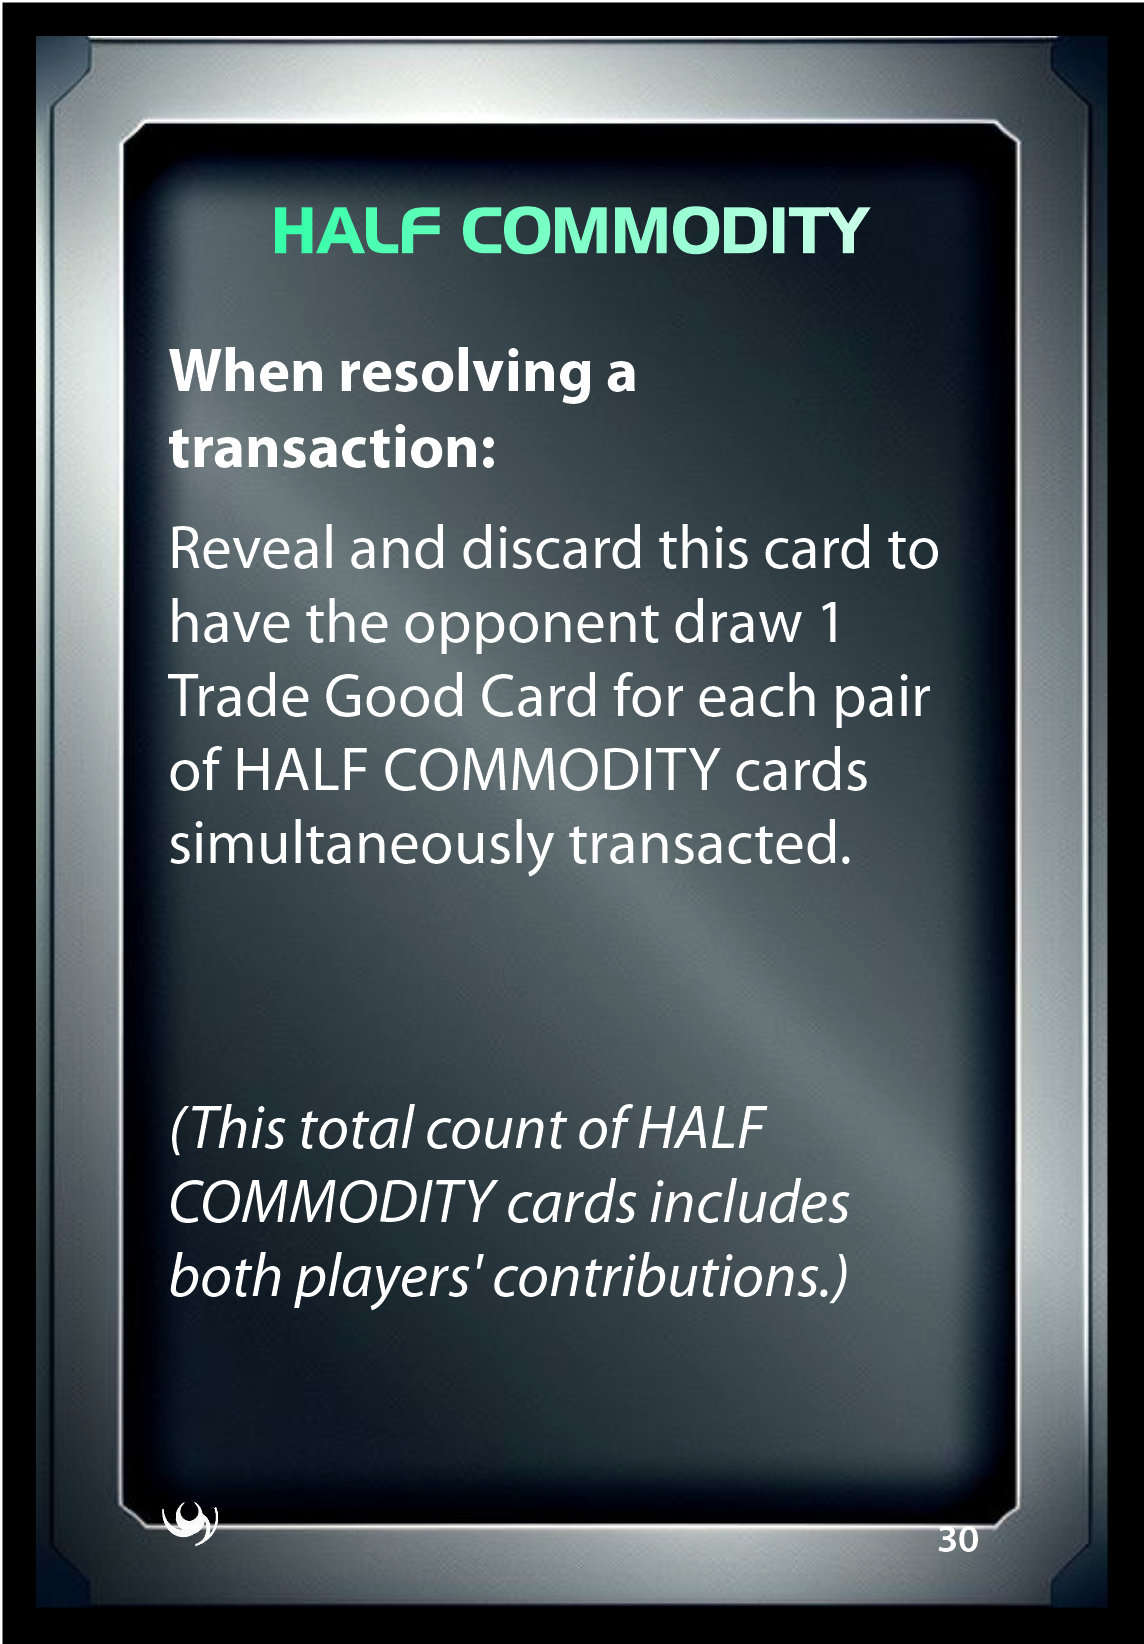 HALF COMMODITY
When resolving a
transaction:
Reveal and discard this card to
have the opponent draw 1
Trade Good Card for each pair
of HALF COMMODITY cards
simultaneously transacted.
(This total count of HALF
COMMODITY cards includes
both players' contributions.)
30